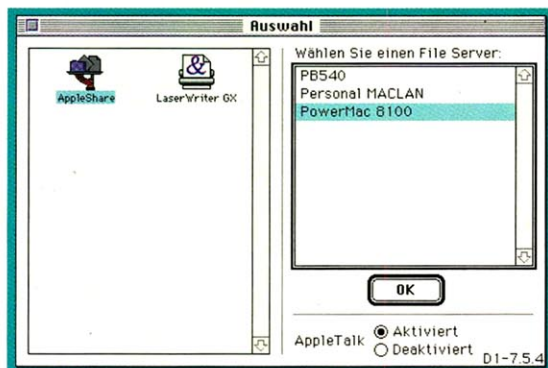 Auswahl
AppleShare
LaserWriter GX
Wählen Sie einen File Server:
PB540
Personal MACLAN
PowerMac 8100
OK
AppleTalk
Aktiviert
Deaktiviert
D1-7.5.4